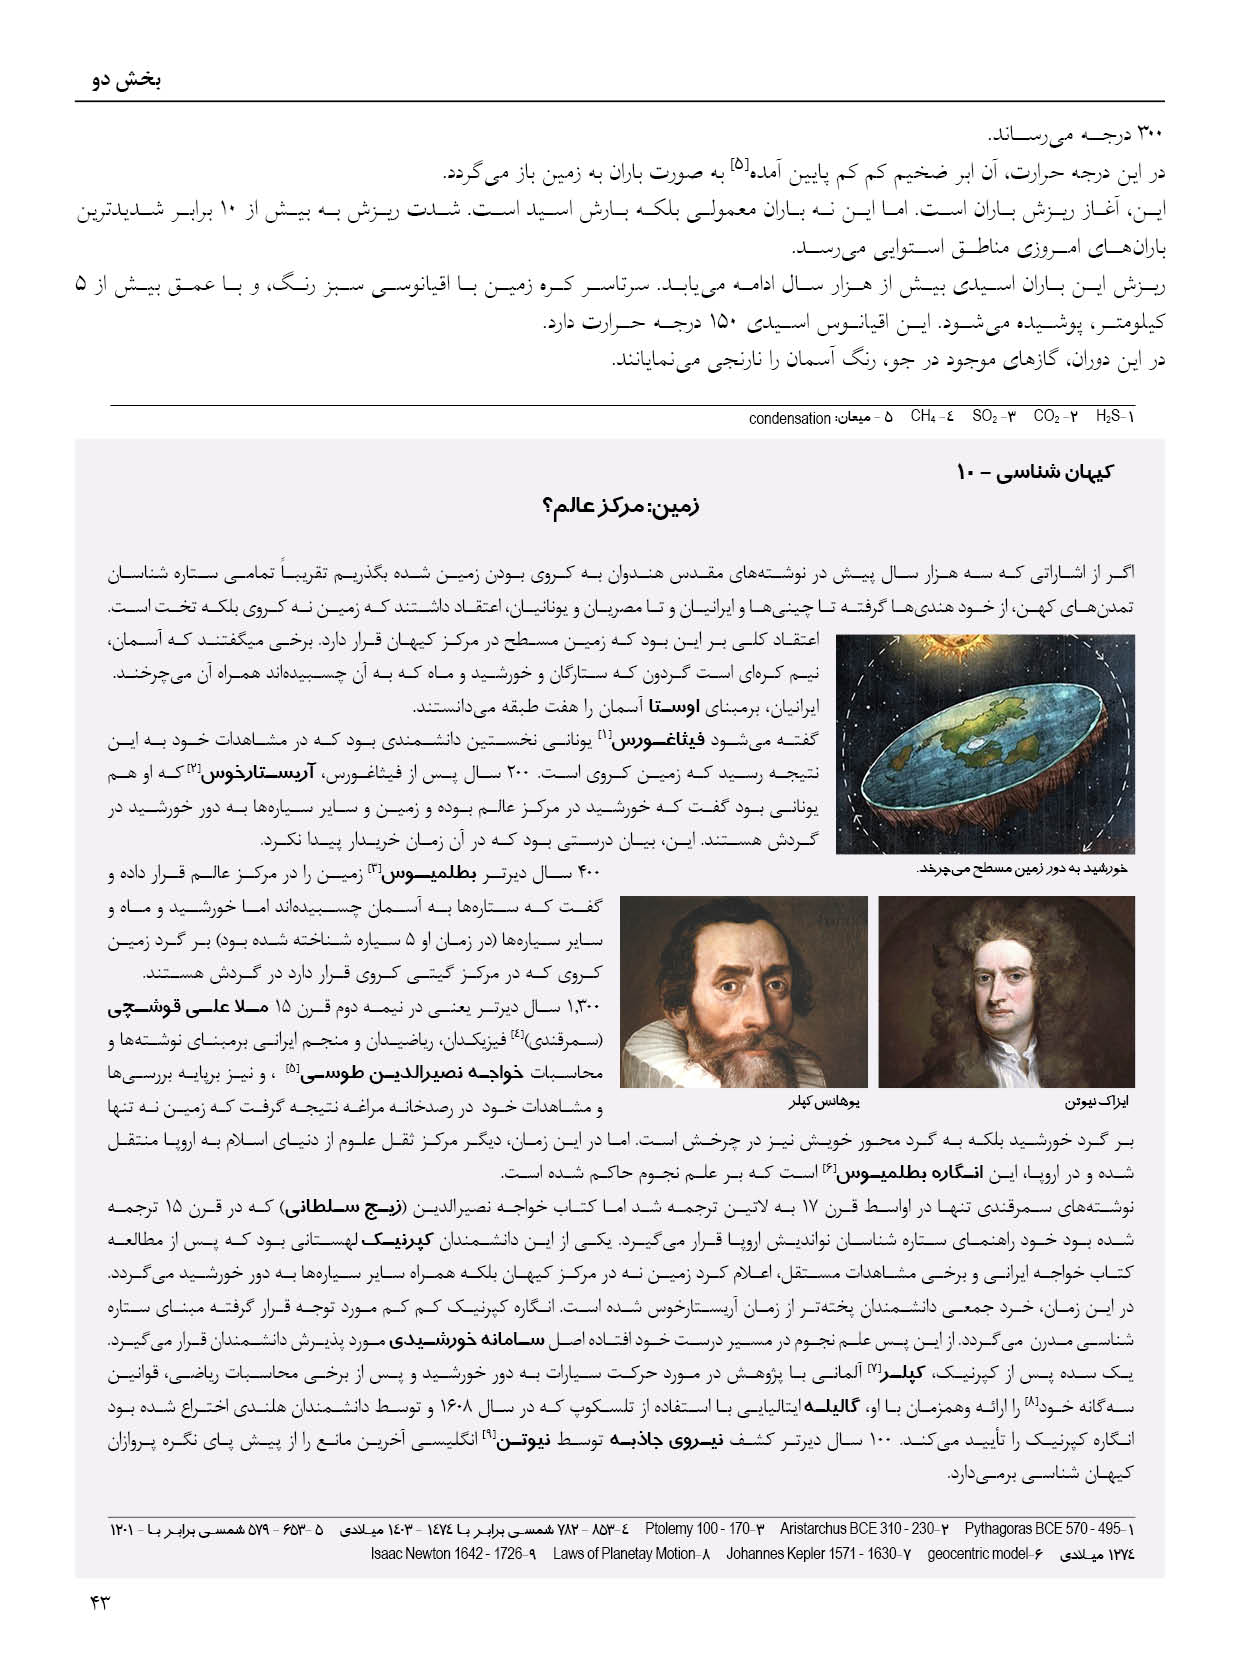 بخش دو
۳۰۰ درجه می‌رساند.
در این درجه حرارت، آن ابر ضخیم کم کم پایین آمده[۵] به صورت باران به زمین باز می‌گردد.
این، آغاز ریزش باران است. اما این نه باران معمولی بلکه بارش اسید است. شدت ریزش به بیش از ۱۰ برابر شدیدترین
باران‌های امروزی مناطق استوایی می‌رسد.
ریزش این باران اسیدی بیش از هزار سال ادامه می‌یابد. سرتاسر کره زمین با اقیانوسی سبز رنگ، و با عمق بیش از ۵
کیلومتر، پوشیده می‌شود. این اقیانوس اسیدی ۱۵۰ درجه حرارت دارد.
در این دوران، گازهای موجود در جو، رنگ آسمان را نارنجی می‌نمایانند.
۱-H₂S ۲-CO₂ ۳-SO₂ ۴-CH₄ ۵- میعان: condensation
کیهان شناسی - ۱۰
زمین: مرکز عالم؟
اگر از اشاراتی که سه هزار سال پیش در نوشته‌های مقدس هندوان به کروی بودن زمین شده بگذریم تقریباً تمامی ستاره شناسان
تمدن‌های کهن، از خود هندی‌ها گرفته تا چینی‌ها و ایرانیان و تا مصریان و یونانیان، اعتقاد داشتند که زمین نه کروی بلکه تخت است.
اعتقاد کلی بر این بود که زمین مسطح در مرکز کیهان قرار دارد. برخی میگفتند که آسمان،
نیم کره‌ای است گردون که ستارگان و خورشید و ماه که به آن چسبیده‌اند همراه آن می‌چرخند.
ایرانیان، برمبنای اوستا آسمان را هفت طبقه می‌دانستند.
گفته می‌شود فیثاغورس[۱] یونانی نخستین دانشمندی بود که در مشاهدات خود به این
نتیجه رسید که زمین کروی است. ۲۰۰ سال پس از فیثاغورس، آریستارخوس[۲] که او هم
یونانی بود گفت که خورشید در مرکز عالم بوده و زمین و سایر سیاره‌ها به دور خورشید در
گردش هستند. این، بیان درستی بود که در آن زمان خریدار پیدا نکرد.
خورشید به دور زمین مسطح می‌چرخد.
۴۰۰ سال دیرتر بطلمیوس[۳] زمین را در مرکز عالم قرار داده و
گفت که ستاره‌ها به آسمان چسبیده‌اند اما خورشید و ماه و
سایر سیاره‌ها (در زمان او ۵ سیاره شناخته شده بود) بر گرد زمین
کروی که در مرکز گیتی کروی قرار دارد در گردش هستند.
۱,۳۰۰ سال دیرتر یعنی در نیمه دوم قرن ۱۵ ملا علی قوشچی
(سمرقندی)[۴] فیزیکدان، ریاضیدان و منجم ایرانی برمبنای نوشته‌ها و
محاسبات خواجه نصیرالدین طوسی[۵] ، و نیز برپایه بررسی‌ها
و مشاهدات خود در رصدخانه مراغه نتیجه گرفت که زمین نه تنها
ایزاک نیوتن
یوهانس کپلر
بر گرد خورشید بلکه به گرد محور خویش نیز در چرخش است. اما در این زمان، دیگر مرکز ثقل علوم از دنیای اسلام به اروپا منتقل
شده و در اروپا، این انگاره بطلمیوس[۶] است که بر علم نجوم حاکم شده است.
نوشته‌های سمرقندی تنها در اواسط قرن ۱۷ به لاتین ترجمه شد اما کتاب خواجه نصیرالدین (زیج سلطانی) که در قرن ۱۵ ترجمه
شده بود خود راهنمای ستاره شناسان نواندیش اروپا قرار می‌گیرد. یکی از این دانشمندان کپرنیک لهستانی بود که پس از مطالعه
کتاب خواجه ایرانی و برخی مشاهدات مستقل، اعلام کرد زمین نه در مرکز کیهان بلکه همراه سایر سیاره‌ها به دور خورشید می‌گردد.
در این زمان، خرد جمعی دانشمندان پخته‌تر از زمان آریستارخوس شده است. انگاره کپرنیک کم کم مورد توجه قرار گرفته مبنای ستاره
شناسی مدرن می‌گردد. از این پس علم نجوم در مسیر درست خود افتاده اصل سامانه خورشیدی مورد پذیرش دانشمندان قرار می‌گیرد.
یک سده پس از کپرنیک، کپلر[۷] آلمانی با پژوهش در مورد حرکت سیارات به دور خورشید و پس از برخی محاسبات ریاضی، قوانین
سه‌گانه خود[۸] را ارائه وهمزمان با او، گالیله ایتالیایی با استفاده از تلسکوپ که در سال ۱۶۰۸ و توسط دانشمندان هلندی اختراع شده بود
انگاره کپرنیک را تأیید می‌کند. ۱۰۰ سال دیرتر کشف نیروی جاذبه توسط نیوتن[۹] انگلیسی آخرین مانع را از پیش پای نگره پروازان
کیهان شناسی برمی‌دارد.
۱-Pythagoras BCE 570 - 495 ۲-Aristarchus BCE 310 - 230 ۳-Ptolemy 100 - 170 ۴-۸۵۳ - ۷۸۲ شمسی برابر با ۱۴۷۴ - ۱۴۰۳ میلادی ۵-۶۵۳ - ۵۷۹ شمسی برابر با ۱۲۰۱ -
۱۲۷۴ میلادی ۶-geocentric model ۷-Johannes Kepler 1571 - 1630 ۸-Laws of Planetay Motion ۹-Isaac Newton 1642 - 1726
۴۳